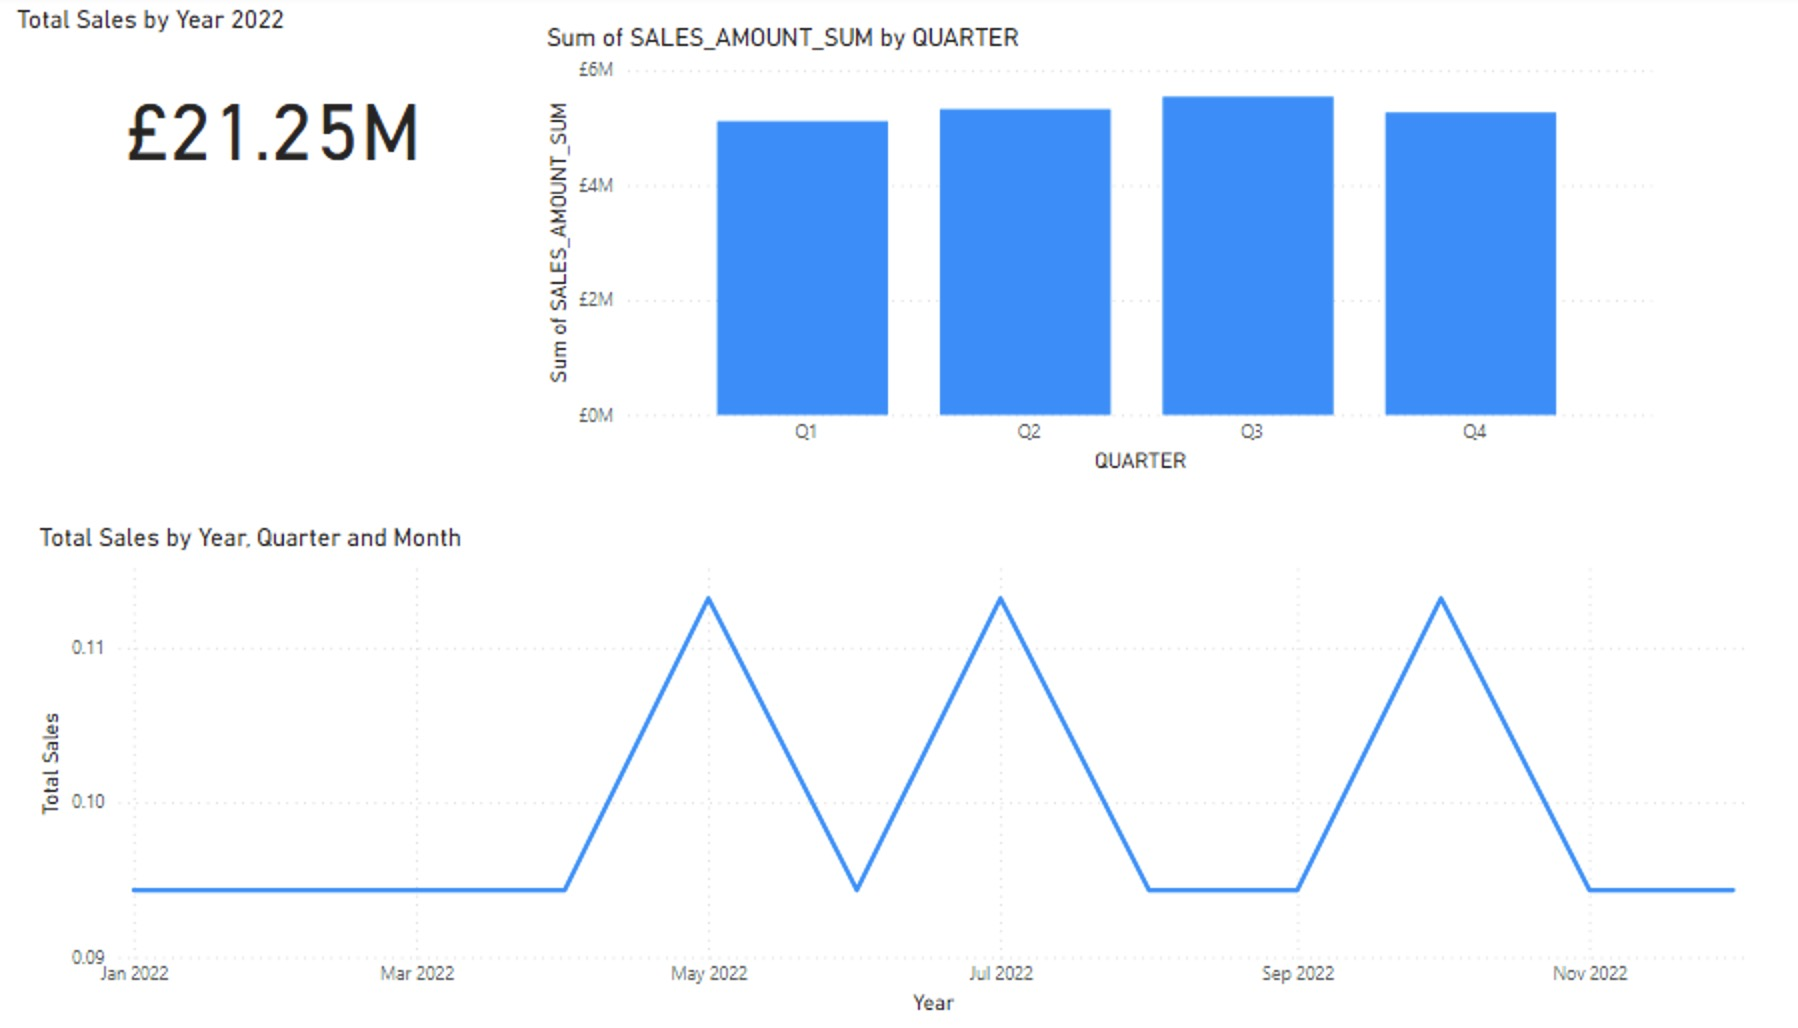 Total Sales by Year 2022
£21.25M
Sum of SALES_AMOUNT_SUM by QUARTER
Sum of SALES_AMOUNT_SUM
£6M
£4M
£2M
£0M
Q1 Q2 Q3 Q4
QUARTER
Total Sales by Year, Quarter and Month
Total Sales
0.11
0.10
0.09
Jan 2022 Mar 2022 May 2022 Jul 2022 Sep 2022 Nov 2022
Year